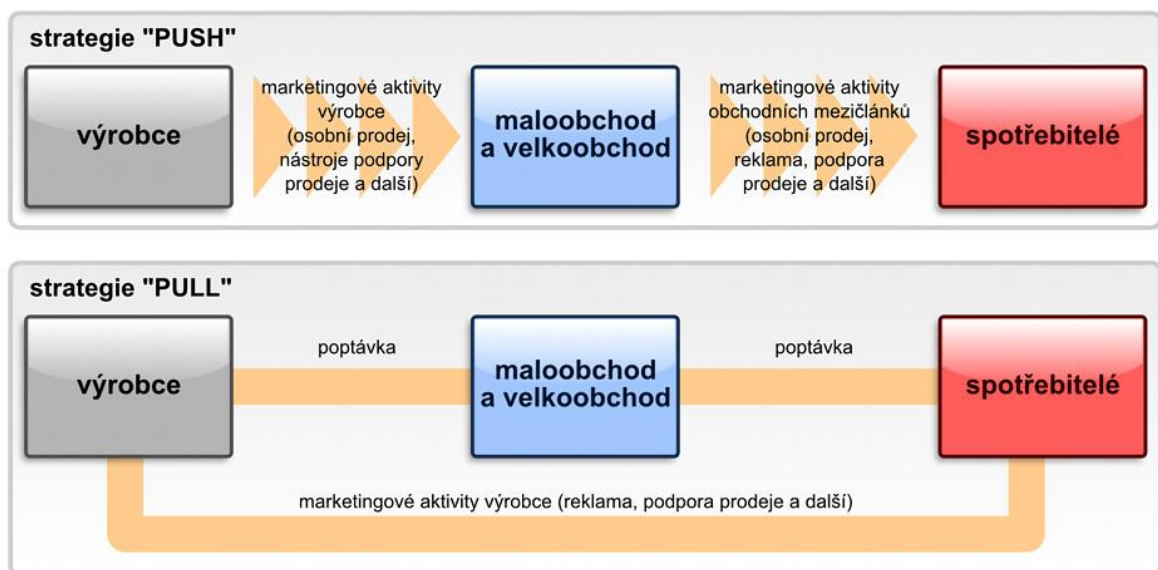 strategie "PUSH"
výrobce
marketingové aktivity
výrobce
(osobní prodej,
nástroje podpory
prodeje a další)
maloobchod
a velkoobchod
marketingové aktivity
obchodních mezičlánků
(osobní prodej,
reklama, podpora
prodeje a další)
spotřebitelé
strategie "PULL"
výrobce
poptávka
maloobchod
a velkoobchod
poptávka
spotřebitelé
marketingové aktivity výrobce (reklama, podpora prodeje a další)